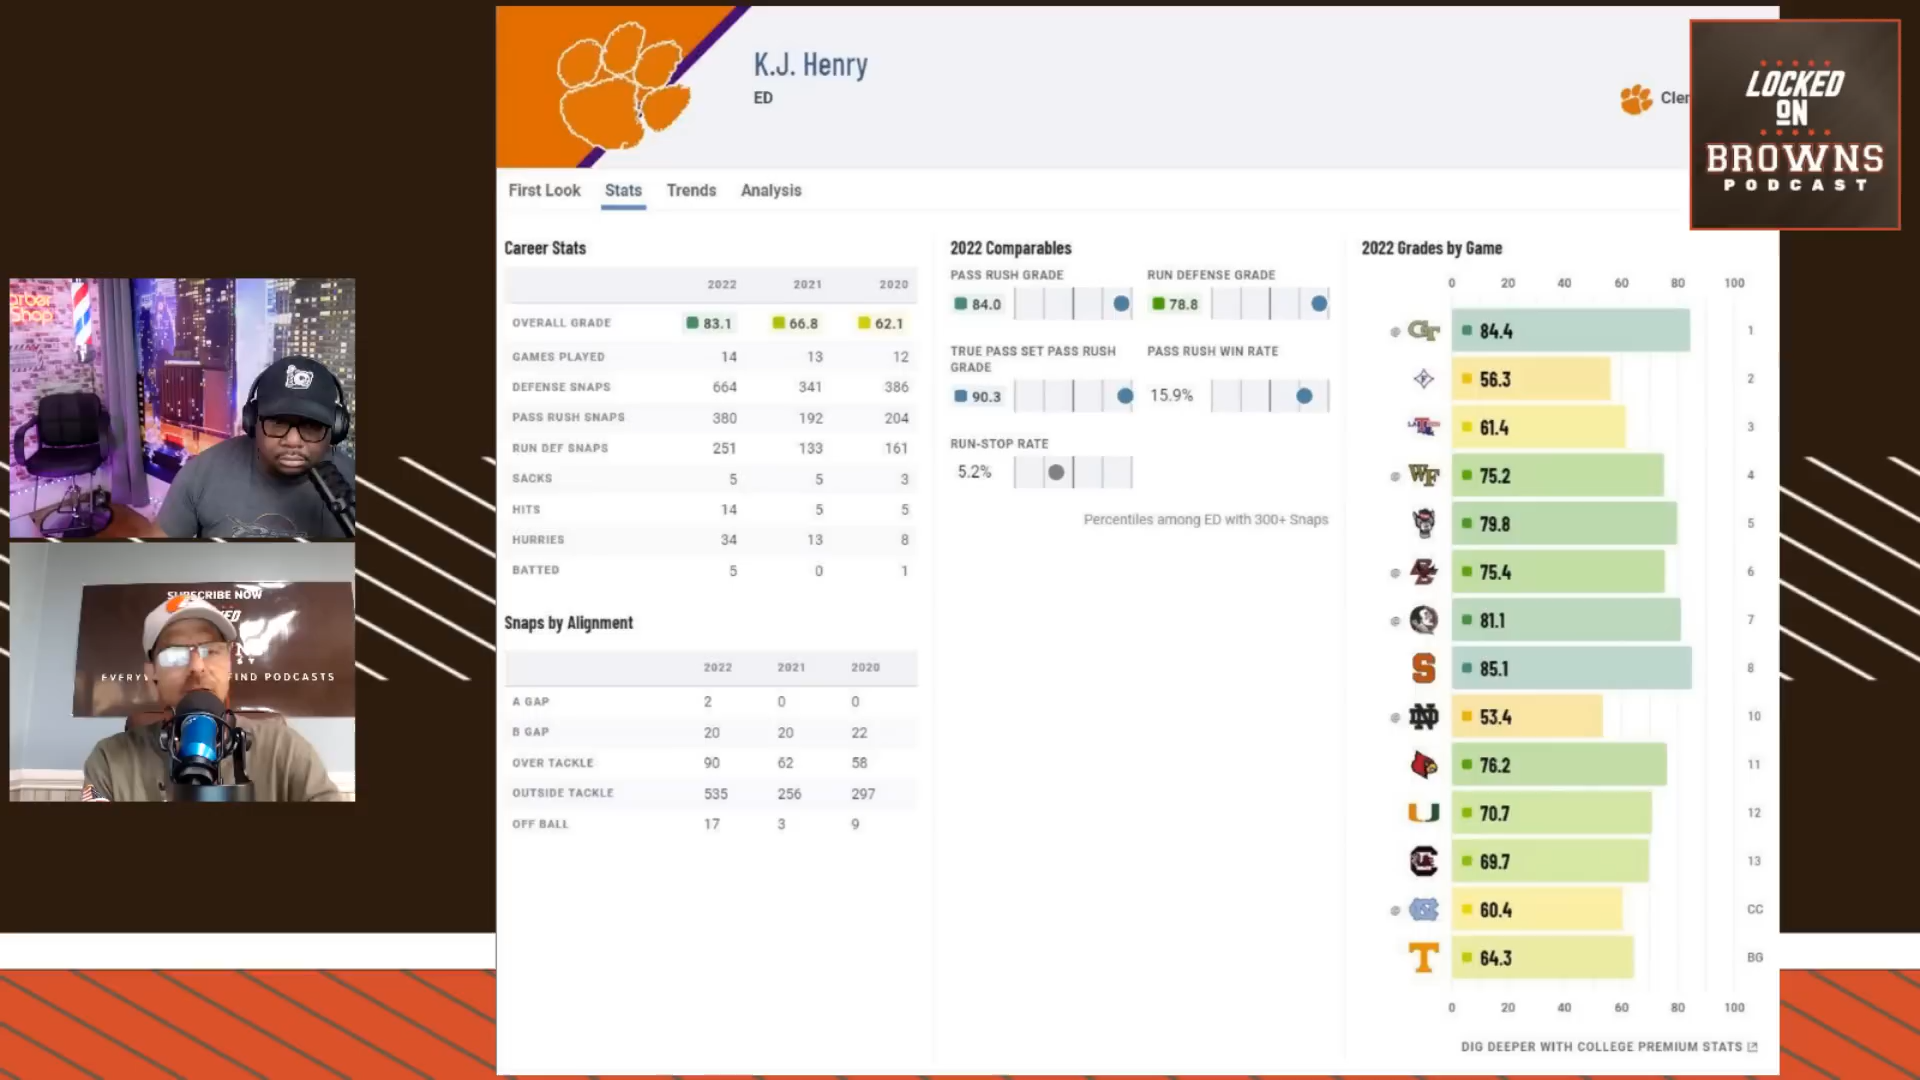 K.J. Henry
ED
Cler
LOCKED
ON
BROWNS
PODCAST
First Look Stats Trends Analysis
Career Stats
2022 2021 2020
OVERALL GRADE 83.1 66.8 62.1
GAMES PLAYED 14 13 12
DEFENSE SNAPS 664 341 386
PASS RUSH SNAPS 380 192 204
RUN DEF SNAPS 251 133 161
SACKS 5 5 3
HITS 14 5 5
HURRIES 34 13 8
BATTED 5 0 1
Snaps by Alignment
2022 2021 2020
A GAP 2 0 0
B GAP 20 20 22
OVER TACKLE 90 62 58
OUTSIDE TACKLE 535 256 297
OFF BALL 17 3 9
2022 Comparables
PASS RUSH GRADE RUN DEFENSE GRADE
84.0 78.8
TRUE PASS SET PASS RUSH GRADE PASS RUSH WIN RATE
90.3 15.9%
RUN-STOP RATE
5.2%
Percentiles among ED with 300+ Snaps
2022 Grades by Game
0 20 40 60 80 100
@ GT 84.4 1
56.3 2
61.4 3
@ WF 75.2 4
79.8 5
@ 75.4 6
@ 81.1 7
S 85.1 8
@ ND 53.4 10
76.2 11
U 70.7 12
C 69.7 13
@ NC 60.4 CC
T 64.3 BG
0 20 40 60 80 100
DIG DEEPER WITH COLLEGE PREMIUM STATS
Shop
SUBSCRIBE NOW
FIND PODCASTS